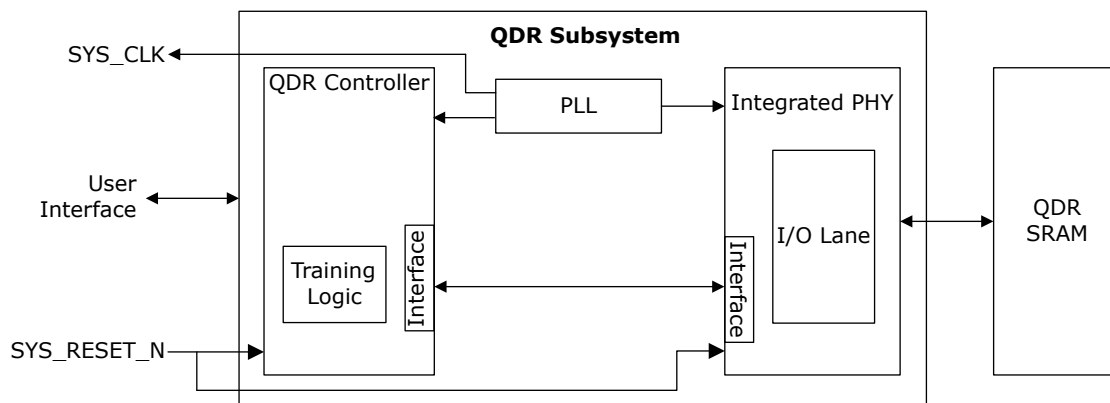 QDR Subsystem
SYS_CLK
QDR Controller
PLL
Integrated PHY
User
Interface
I/O Lane
QDR
SRAM
Training
Logic
Interface
Interface
SYS_RESET_N